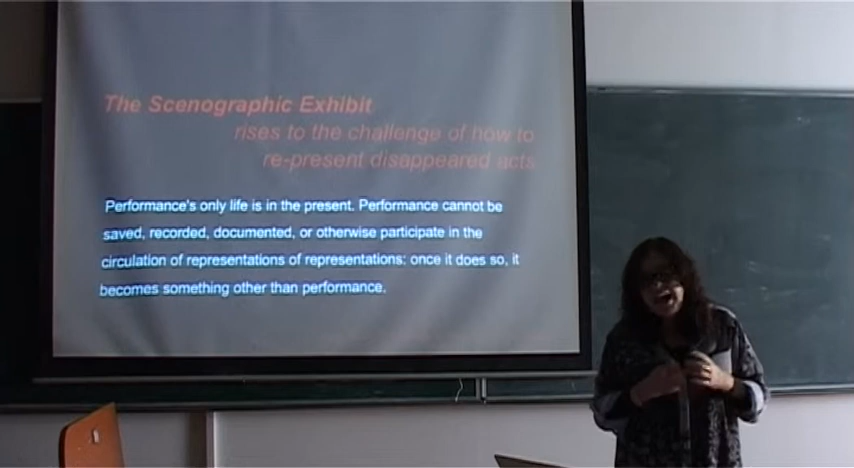 The Scenographic Exhibit
rises to the challenge of how to
re-present disappeared acts
Performance's only life is in the present. Performance cannot be
saved, recorded, documented, or otherwise participate in the
circulation of representations of representations: once it does so, it
becomes something other than performance.